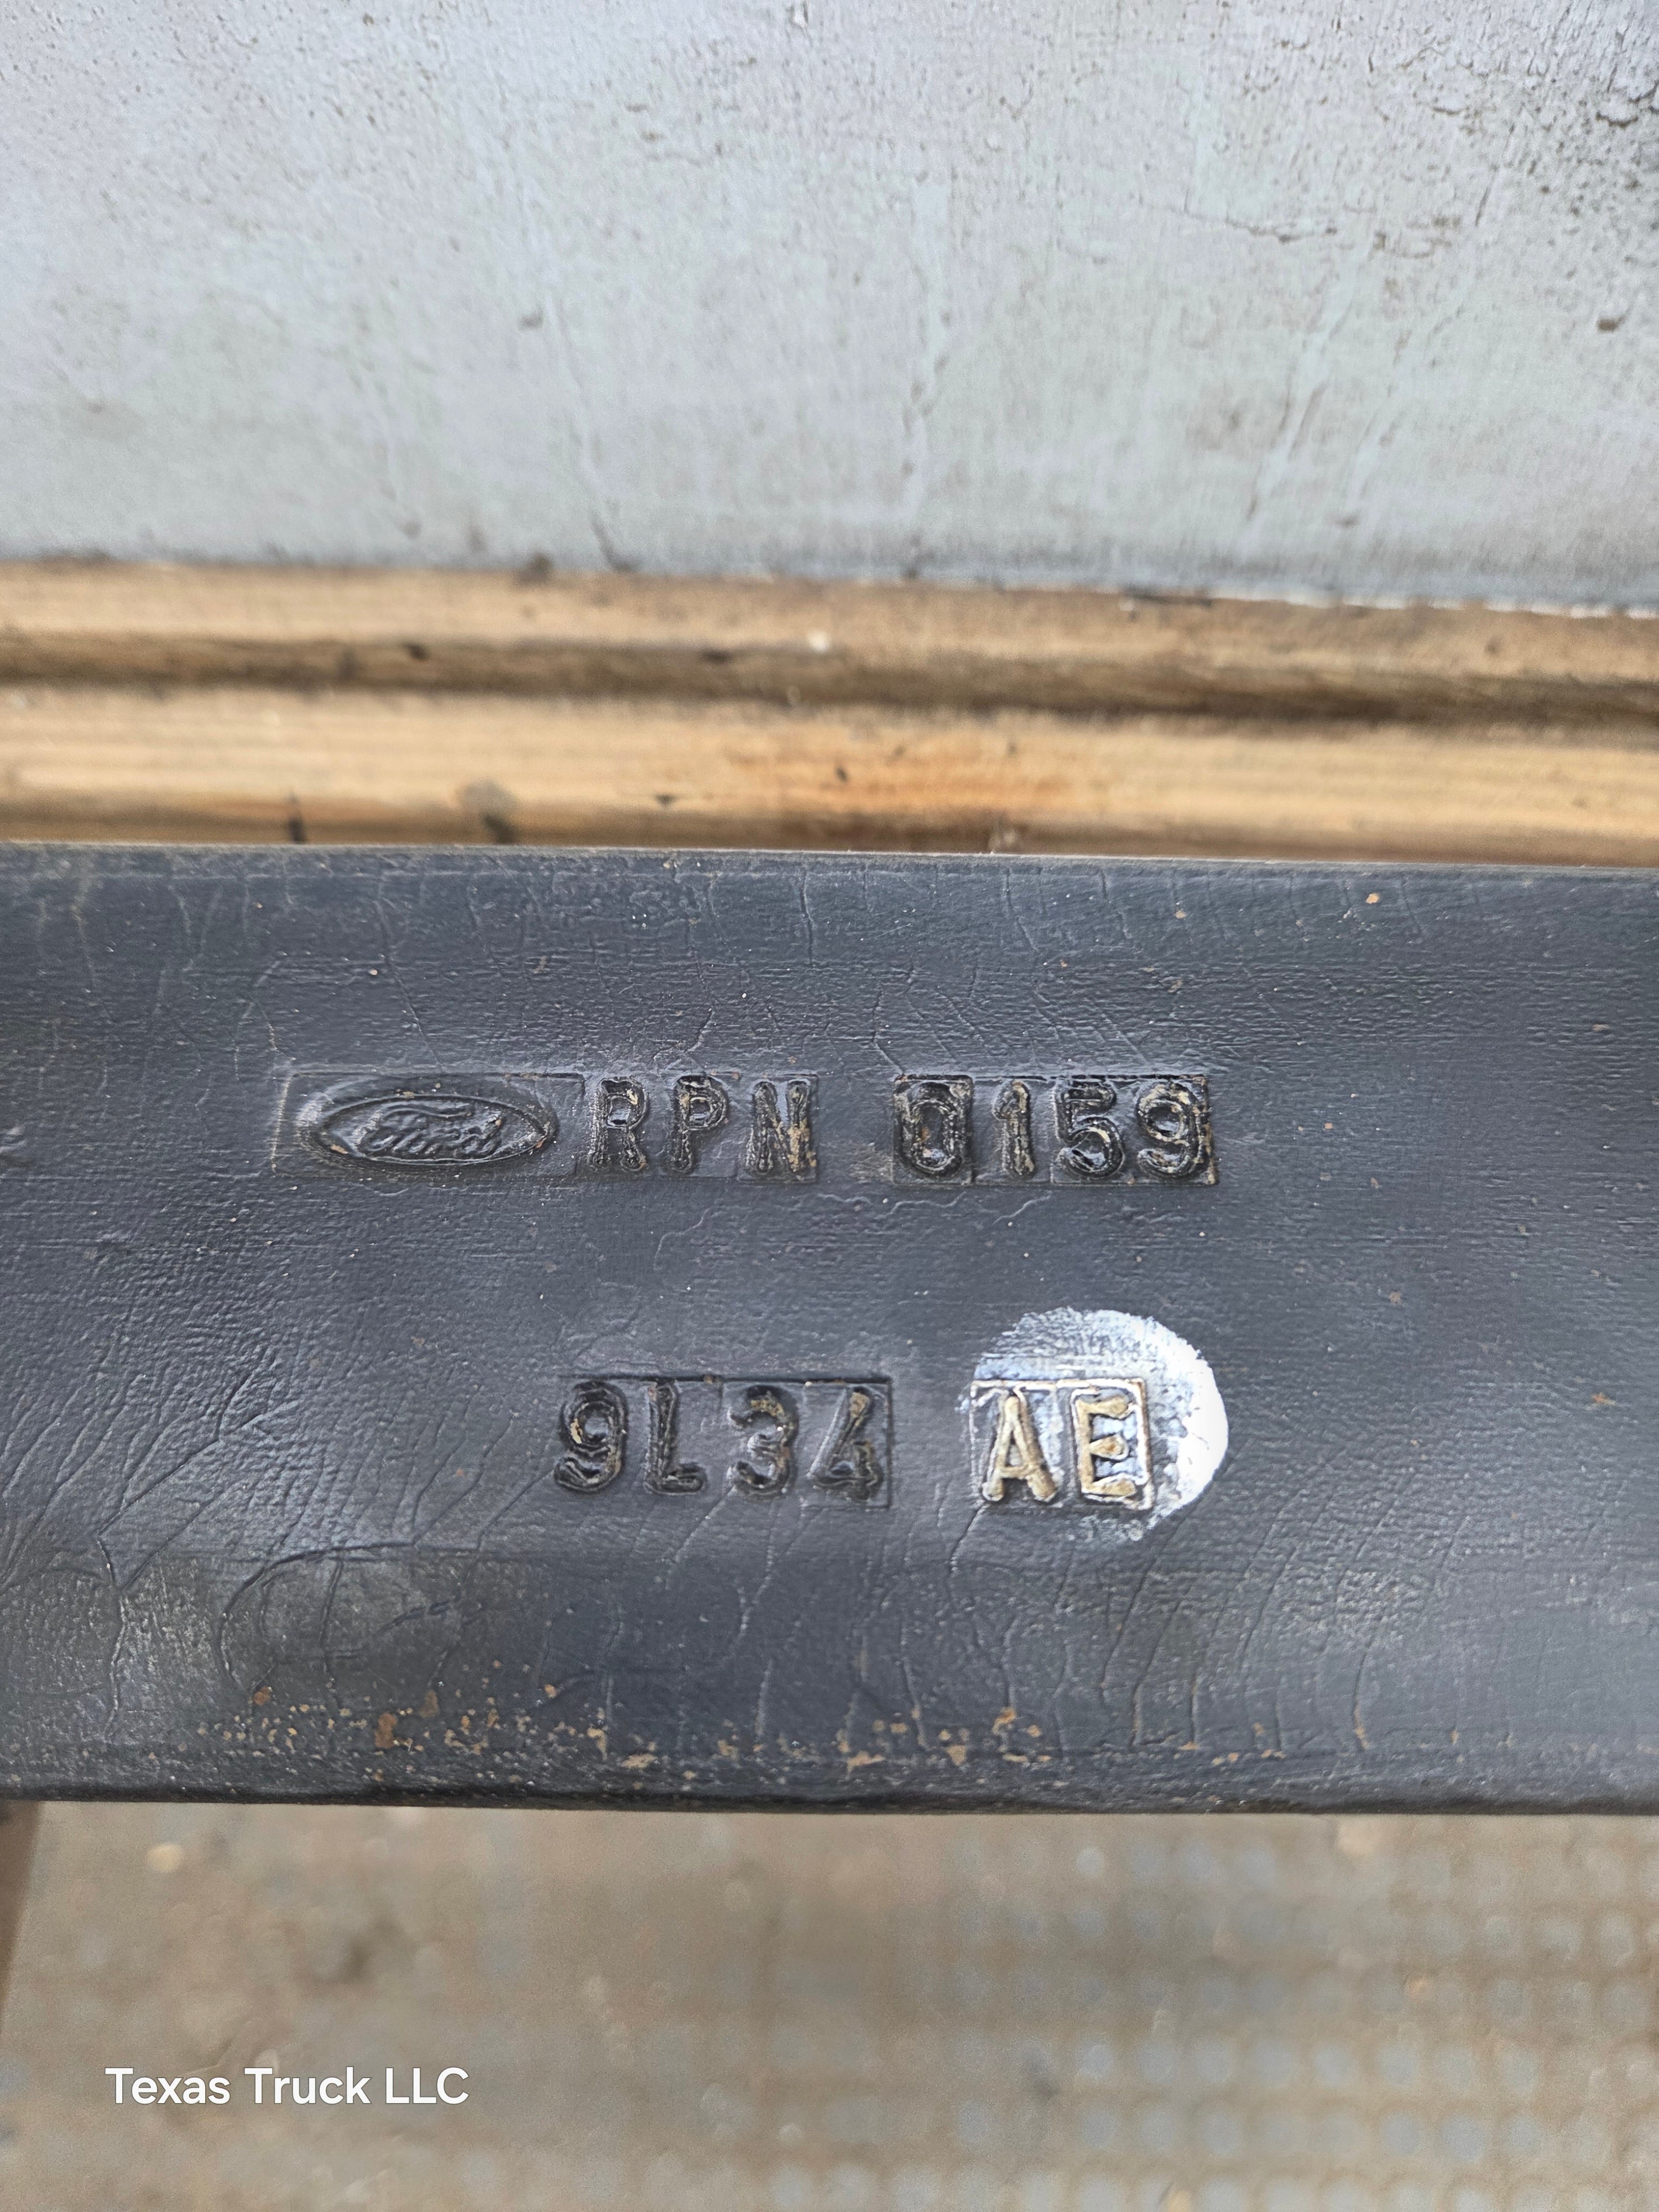 Ford RPN 0159
9L34 AE
Texas Truck LLC